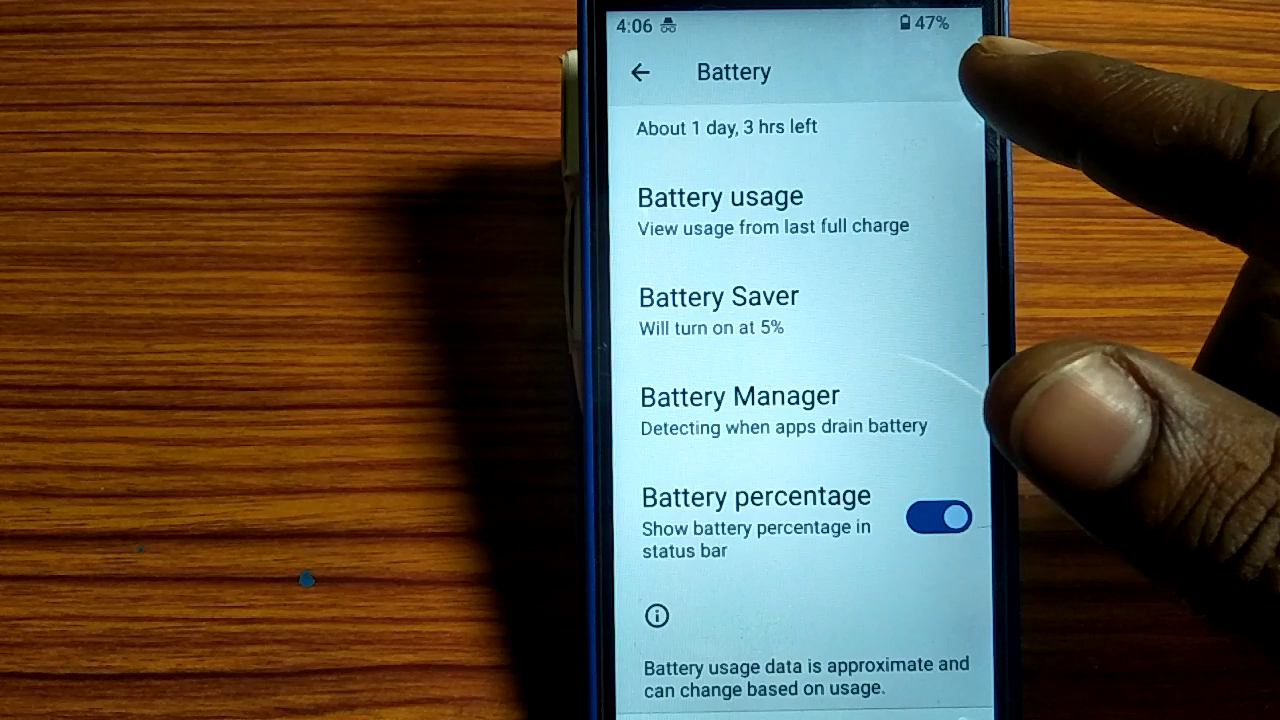 4:06 47%
Battery
About 1 day, 3 hrs left
Battery usage
View usage from last full charge
Battery Saver
Will turn on at 5%
Battery Manager
Detecting when apps drain battery
Battery percentage
Show battery percentage in
status bar
Battery usage data is approximate and
can change based on usage.